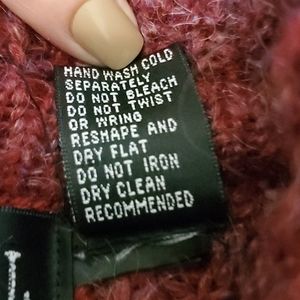 HAND WASH COLD
SEPARATELY
DO NOT BLEACH
DO NOT TWIST
OR WRING
RESHAPE AND
DRY FLAT
DO NOT IRON
DRY CLEAN
RECOMMENDED